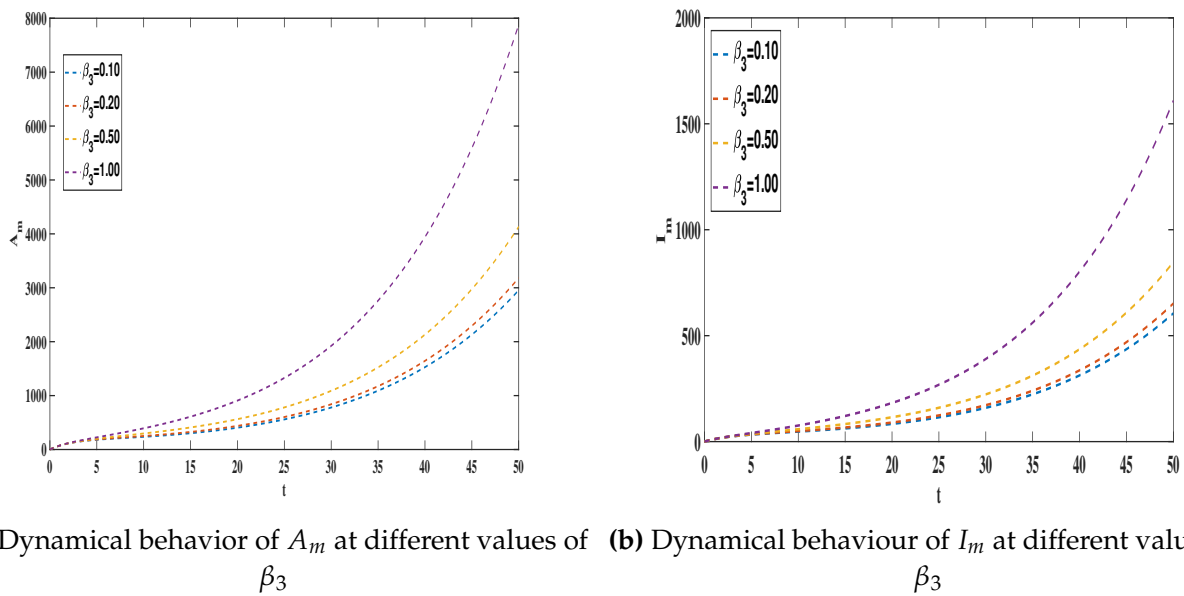 8000
7000
6000
5000
4000
3000
2000
1000
0
A_m
β_3=0.10
β_3=0.20
β_3=0.50
β_3=1.00
0 5 10 15 20 25 30 35 40 45 50
t
2000
1500
1000
500
0
I_m
β_3=0.10
β_3=0.20
β_3=0.50
β_3=1.00
0 5 10 15 20 25 30 35 40 45 50
t
Dynamical behavior of A_m at different values of
β_3
(b) Dynamical behaviour of I_m at different valu
β_3